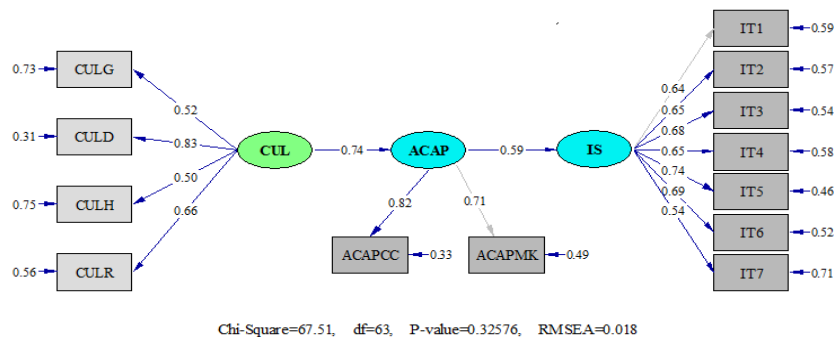 IT1
0.59
0.73
CULG
0.64
IT2
0.57
0.52
0.65
IT3
0.54
0.31
CULD
0.83
0.68
CUL
0.74
ACAP
0.59
IS
0.65
IT4
0.58
0.50
0.74
0.75
CULH
0.66
0.82
0.71
0.69
IT5
0.46
0.54
IT6
0.52
0.56
CULR
ACAPCC
0.33
ACAPMK
0.49
IT7
0.71
Chi-Square=67.51, df=63, P-value=0.32576, RMSEA=0.018